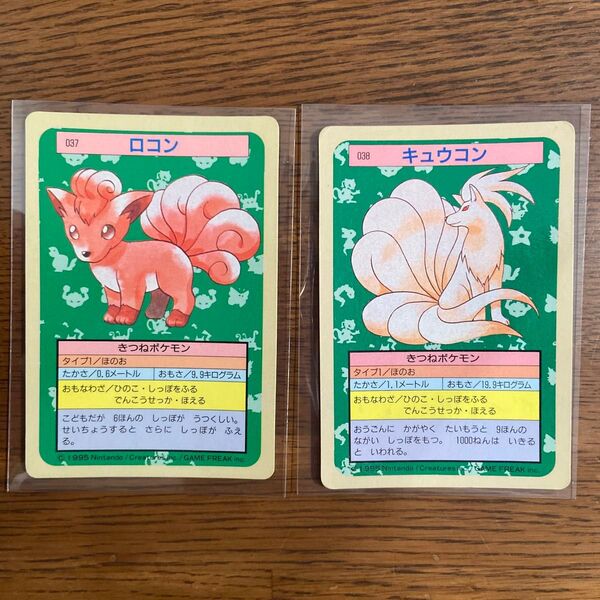 037 ロコン
きつねポケモン
タイプ1/ほのお
たかさ/0.6メートル おもさ/9.9キログラム
おもなわざ/ひのこ・しっぽをふる
でんこうせっか・ほえる
こどもだが 6ぽんの しっぽが うつくしい。
せいちょうすると さらに しっぽが ふえ
る。
© 1995 Nintendo / Creatures inc. / GAME FREAK inc.
038 キュウコン
きつねポケモン
タイプ1/ほのお
たかさ/1.1メートル おもさ/19.9キログラム
おもなわざ/ひのこ・しっぽをふる
でんこうせっか・ほえる
おうごんに かがやく たいもうと 9ほんの
ながい しっぽをもつ。 1000ねんは いきる
と いわれる。
© 1995 Nintendo / Creatures inc. / GAME FREAK inc.